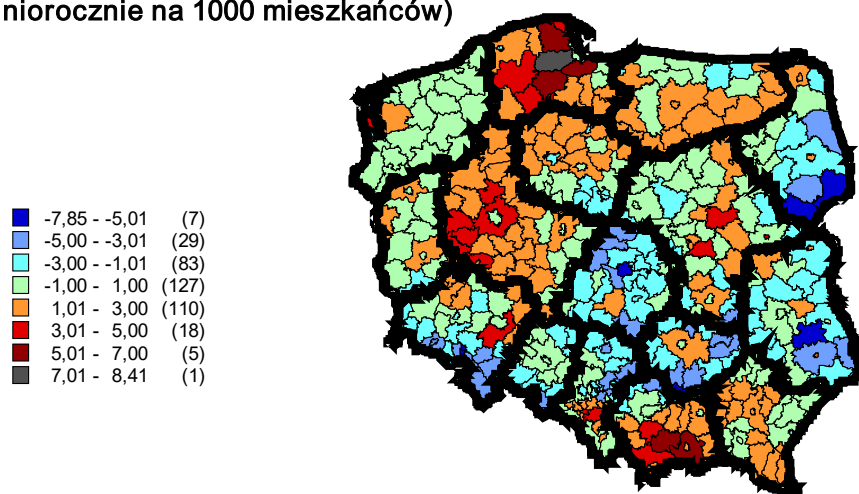 niorocznie na 1000 mieszkańców)
-7,85 - -5,01 (7)
-5,00 - -3,01 (29)
-3,00 - -1,01 (83)
-1,00 - 1,00 (127)
1,01 - 3,00 (110)
3,01 - 5,00 (18)
5,01 - 7,00 (5)
7,01 - 8,41 (1)